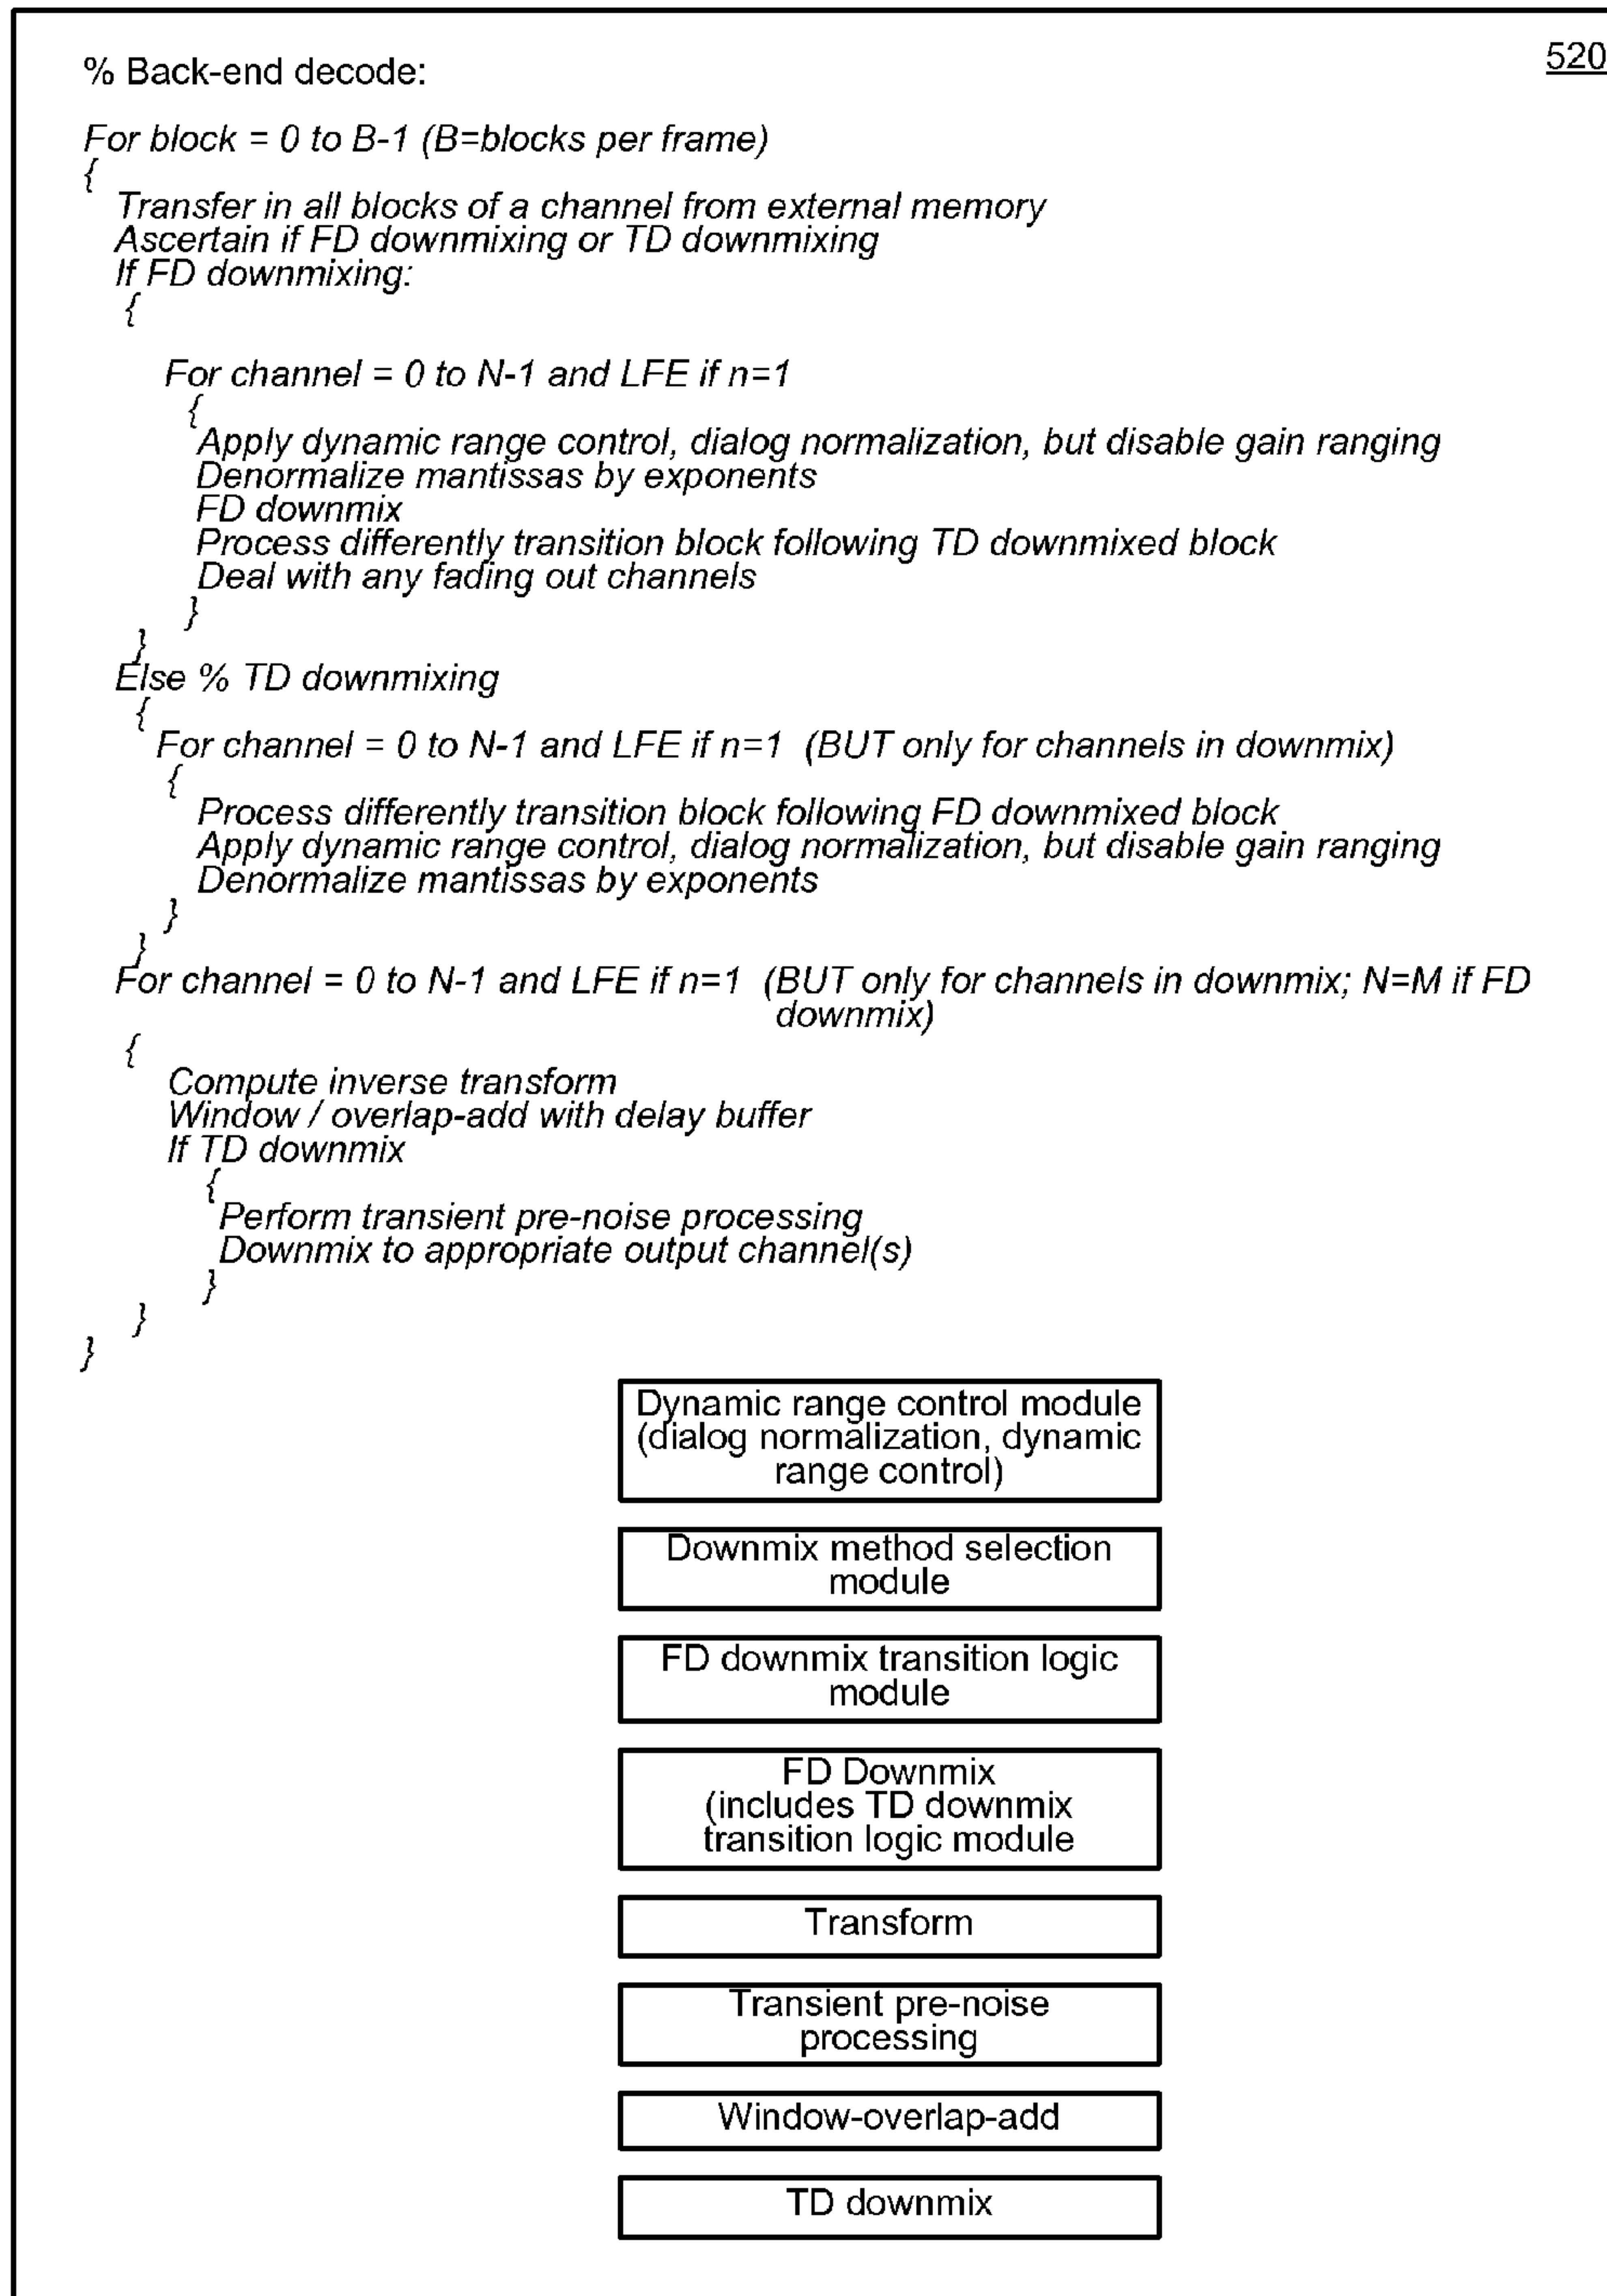 520
% Back-end decode:
For block = 0 to B-1 (B=blocks per frame)
{
Transfer in all blocks of a channel from external memory
Ascertain if FD downmixing or TD downmixing
If FD downmixing:
{
For channel = 0 to N-1 and LFE if n=1
{
Apply dynamic range control, dialog normalization, but disable gain ranging
Denormalize mantissas by exponents
FD downmix
Process differently transition block following TD downmixed block
Deal with any fading out channels
}
}
Else % TD downmixing
{
For channel = 0 to N-1 and LFE if n=1 (BUT only for channels in downmix)
{
Process differently transition block following FD downmixed block
Apply dynamic range control, dialog normalization, but disable gain ranging
Denormalize mantissas by exponents
}
}
For channel = 0 to N-1 and LFE if n=1 (BUT only for channels in downmix; N=M if FD
downmix)
{
Compute inverse transform
Window / overlap-add with delay buffer
If TD downmix
{
Perform transient pre-noise processing
Downmix to appropriate output channel(s)
}
}
}
Dynamic range control module
(dialog normalization, dynamic
range control)
Downmix method selection
module
FD downmix transition logic
module
FD Downmix
(includes TD downmix
transition logic module
Transform
Transient pre-noise
processing
Window-overlap-add
TD downmix